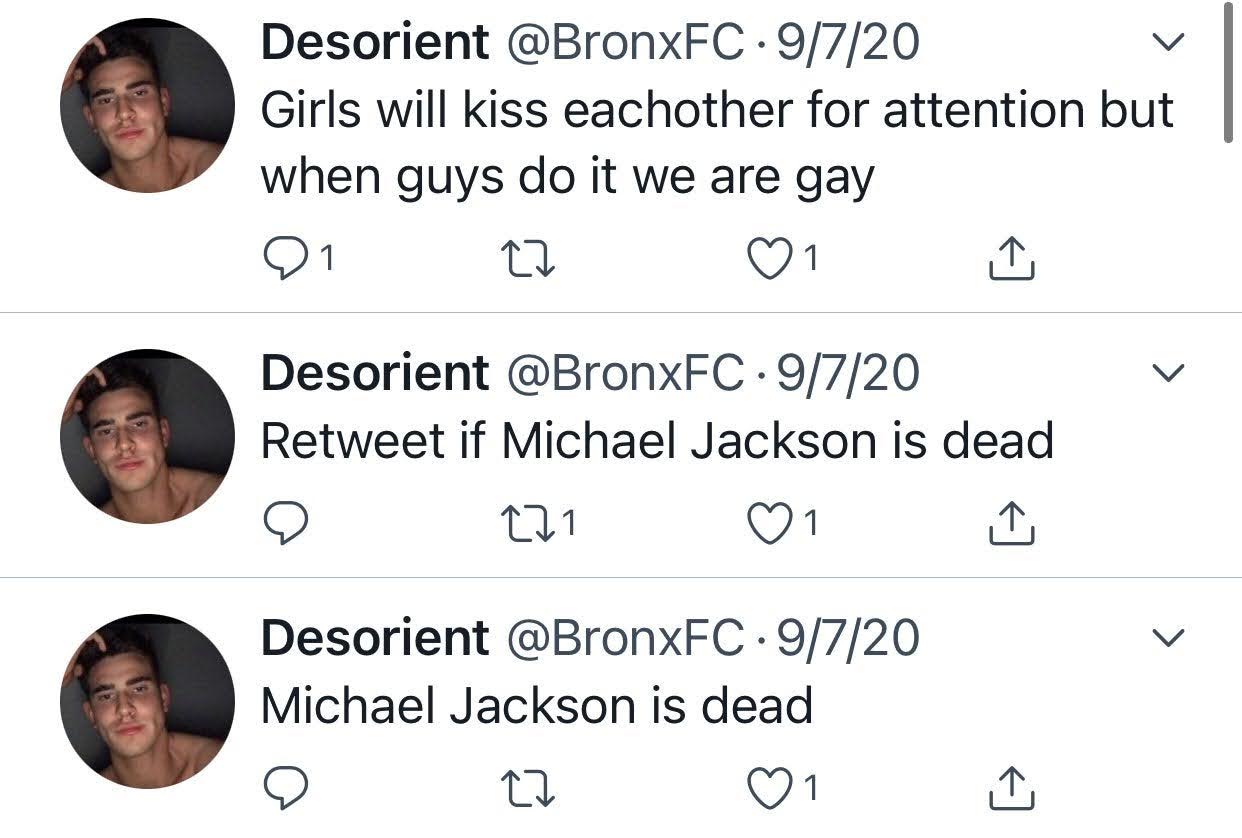 Desorient @BronxFC · 9/7/20
Girls will kiss eachother for attention but
when guys do it we are gay
1 1
Desorient @BronxFC · 9/7/20
Retweet if Michael Jackson is dead
1 1
Desorient @BronxFC · 9/7/20
Michael Jackson is dead
1